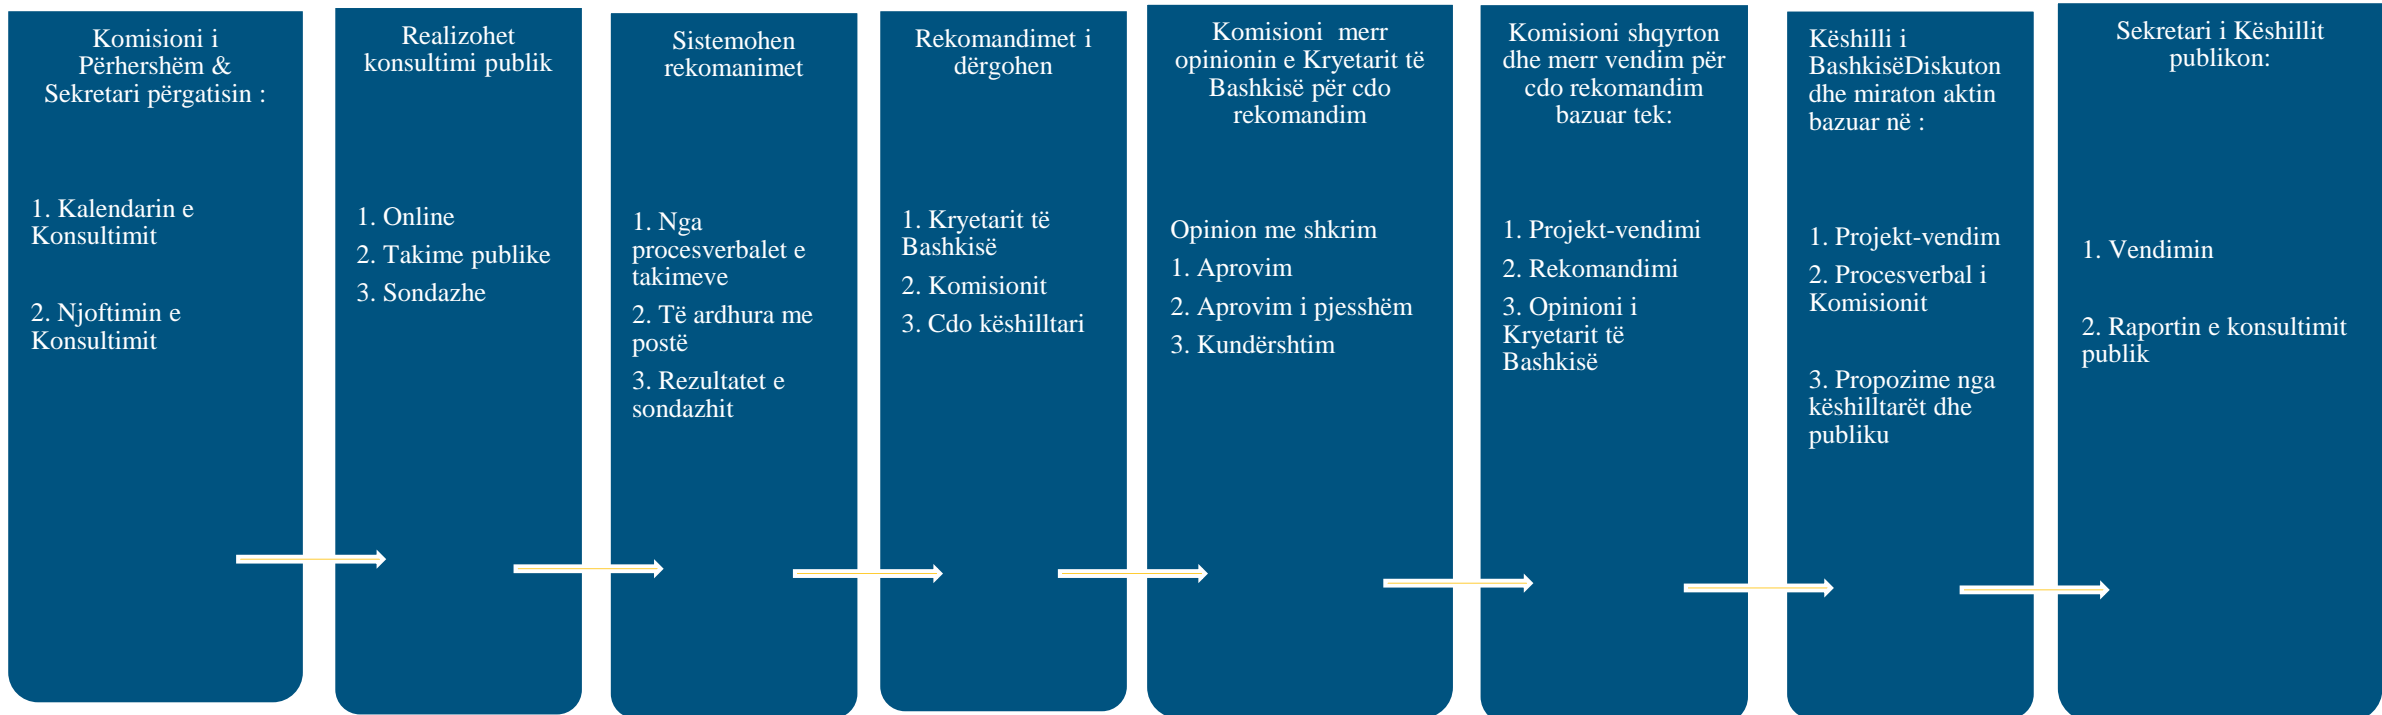 Komisioni i
Përhershëm &
Sekretari përgatisin :
1. Kalendarin e
Konsultimit
2. Njoftimin e
Konsultimit
Realizohet
konsultimi publik
1. Online
2. Takime publike
3. Sondazhe
Sistemohen
rekomanimet
1. Nga
procesverbalet e
takimeve
2. Të ardhura me
postë
3. Rezultatet e
sondazhit
Rekomandimet i
dërgohen
1. Kryetarit të
Bashkisë
2. Komisionit
3. Cdo këshilltari
Komisioni merr
opinionin e Kryetarit të
Bashkisë për cdo
rekomandim
Opinion me shkrim
1. Aprovim
2. Aprovim i pjesshëm
3. Kundërshtim
Komisioni shqyrton
dhe merr vendim për
cdo rekomandim
bazuar tek:
1. Projekt-vendimi
2. Rekomandimi
3. Opinioni i
Kryetarit të
Bashkisë
Këshilli i
BashkisëDiskuton
dhe miraton aktin
bazuar në :
1. Projekt-vendim
2. Procesverbal i
Komisionit
3. Propozime nga
këshilltarët dhe
publiku
Sekretari i Këshillit
publikon:
1. Vendimin
2. Raportin e konsultimit
publik